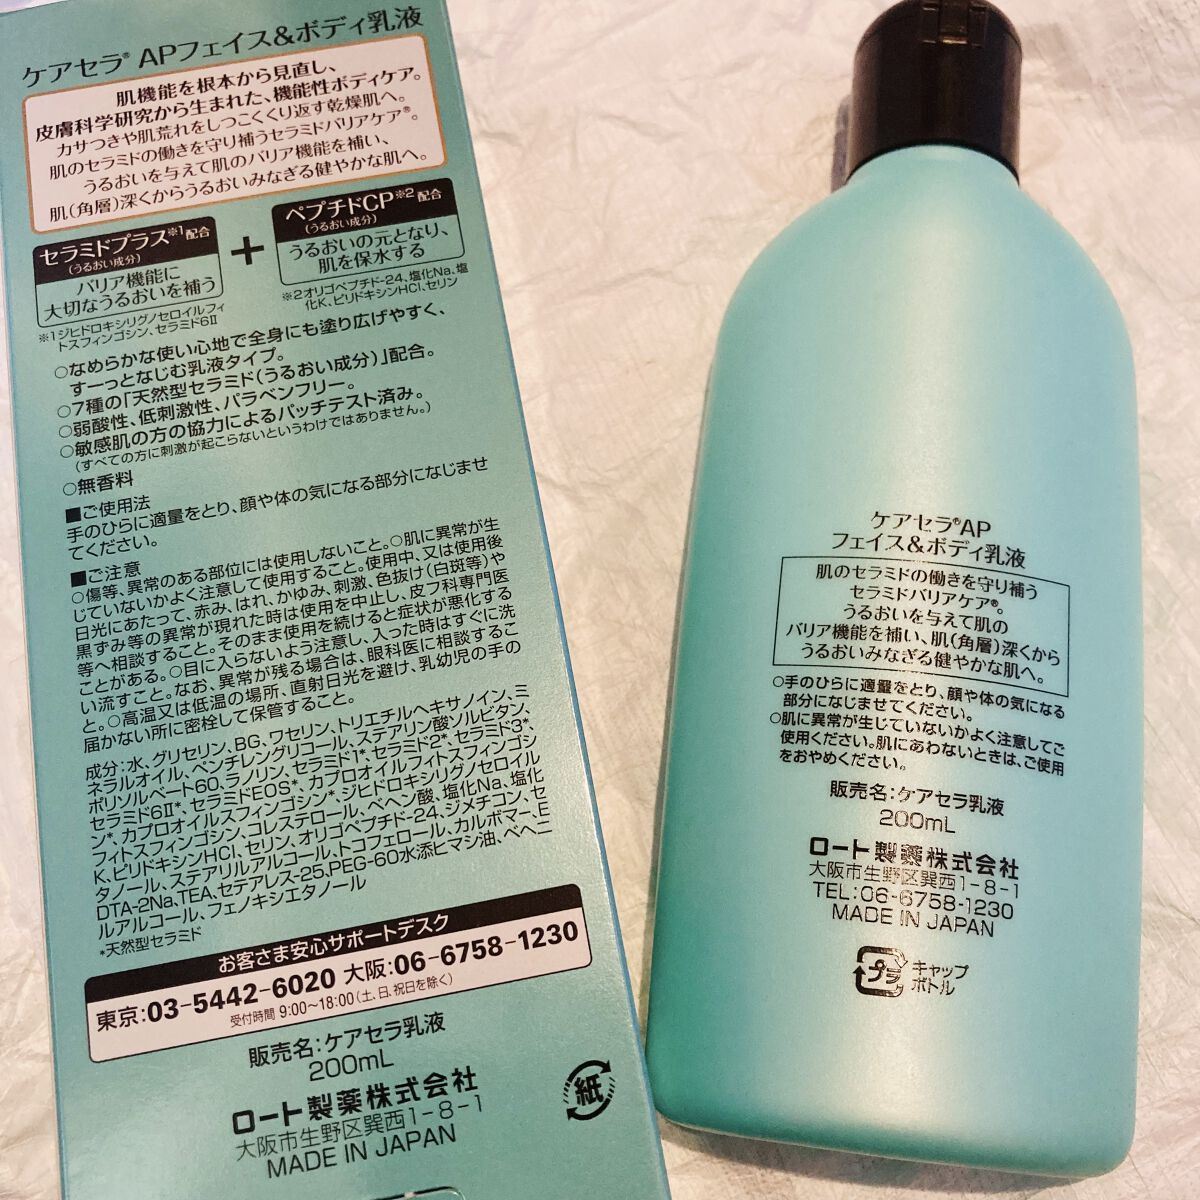 ケアセラ® APフェイス&ボディ乳液
肌機能を根本から見直し、
皮膚科学研究から生まれた、機能性ボディケア。
カサつきや肌荒れをしつこくくり返す乾燥肌へ。
肌のセラミドの働きを守り補うセラミドバリアケア®。
うるおいを与えて肌のバリア機能を補い、
肌(角層)深くからうるおいみなぎる健やかな肌へ。
セラミドプラス※1配合
(うるおい成分)
バリア機能に
大切なうるおいを補う
※1ジヒドロキシリグノセロイルフィ
トスフィンゴシン、セラミド6Ⅱ
+
ペプチドCP※2配合
(うるおい成分)
うるおいの元となり、
肌を保水する
※2オリゴペプチド-24、塩化Na、塩
化K、ピリドキシンHCl、セリン
○なめらかな使い心地で全身にも塗り広げやすく、
すーっとなじむ乳液タイプ。
○7種の「天然型セラミド(うるおい成分)」配合。
○弱酸性、低刺激性、パラベンフリー。
○敏感肌の方の協力によるパッチテスト済み。
(すべての方に刺激が起こらないというわけではありません。)
○無香料
■ご使用法
手のひらに適量をとり、顔や体の気になる部分になじませ
てください。
■ご注意
○傷等、異常のある部位には使用しないこと。○肌に異常が生
じていないかよく注意して使用すること。使用中、又は使用後
日光にあたって、赤み、はれ、かゆみ、刺激、色抜け(白斑等)や
黒ずみ等の異常が現れた時は使用を中止し、皮フ科専門医
等へ相談すること。そのまま使用を続けると症状が悪化する
ことがある。○目に入らないよう注意し、入った時はすぐに洗
い流すこと。なお、異常が残る場合は、眼科医に相談するこ
と。○高温又は低温の場所、直射日光を避け、乳幼児の手の
届かない所に密栓して保管すること。
成分:水、グリセリン、BG、ワセリン、トリエチルヘキサノイン、ミ
ネラルオイル、ペンチレングリコール、ステアリン酸ソルビタン、
ポリソルベート60、ラノリン、セラミド1*、セラミド2*、セラミド3*、
セラミド6Ⅱ*、セラミドEOS*、カプロオイルフィトスフィンゴシ
ン*、カプロオイルスフィンゴシン*、ジヒドロキシリグノセロイル
フィトスフィンゴシン、コレステロール、ベヘン酸、塩化Na、塩化
K、ピリドキシンHCl、セリン、オリゴペプチド-24、ジメチコン、セ
タノール、ステアリルアルコール、トコフェロール、カルボマー、E
DTA-2Na、TEA、セテアレス-25、PEG-60水添ヒマシ油、ベヘニ
ルアルコール、フェノキシエタノール
*天然型セラミド
お客さま安心サポートデスク
東京:03-5442-6020 大阪:06-6758-1230
受付時間 9:00~18:00(土、日、祝日を除く)
販売名:ケアセラ乳液
200mL
ロート製薬株式会社
大阪市生野区巽西1-8-1
MADE IN JAPAN
紙
ケアセラ®AP
フェイス&ボディ乳液
肌のセラミドの働きを守り補う
セラミドバリアケア®。
うるおいを与えて肌の
バリア機能を補い、肌(角層)深くから
うるおいみなぎる健やかな肌へ。
○手のひらに適量をとり、顔や体の気になる
部分になじませてください。
○肌に異常が生じていないかよく注意してご
使用ください。肌にあわないときは、ご使用
をおやめください。
販売名:ケアセラ乳液
200mL
ロート製薬株式会社
大阪市生野区巽西1-8-1
TEL:06-6758-1230
MADE IN JAPAN
プラ
キャップ
ボトル